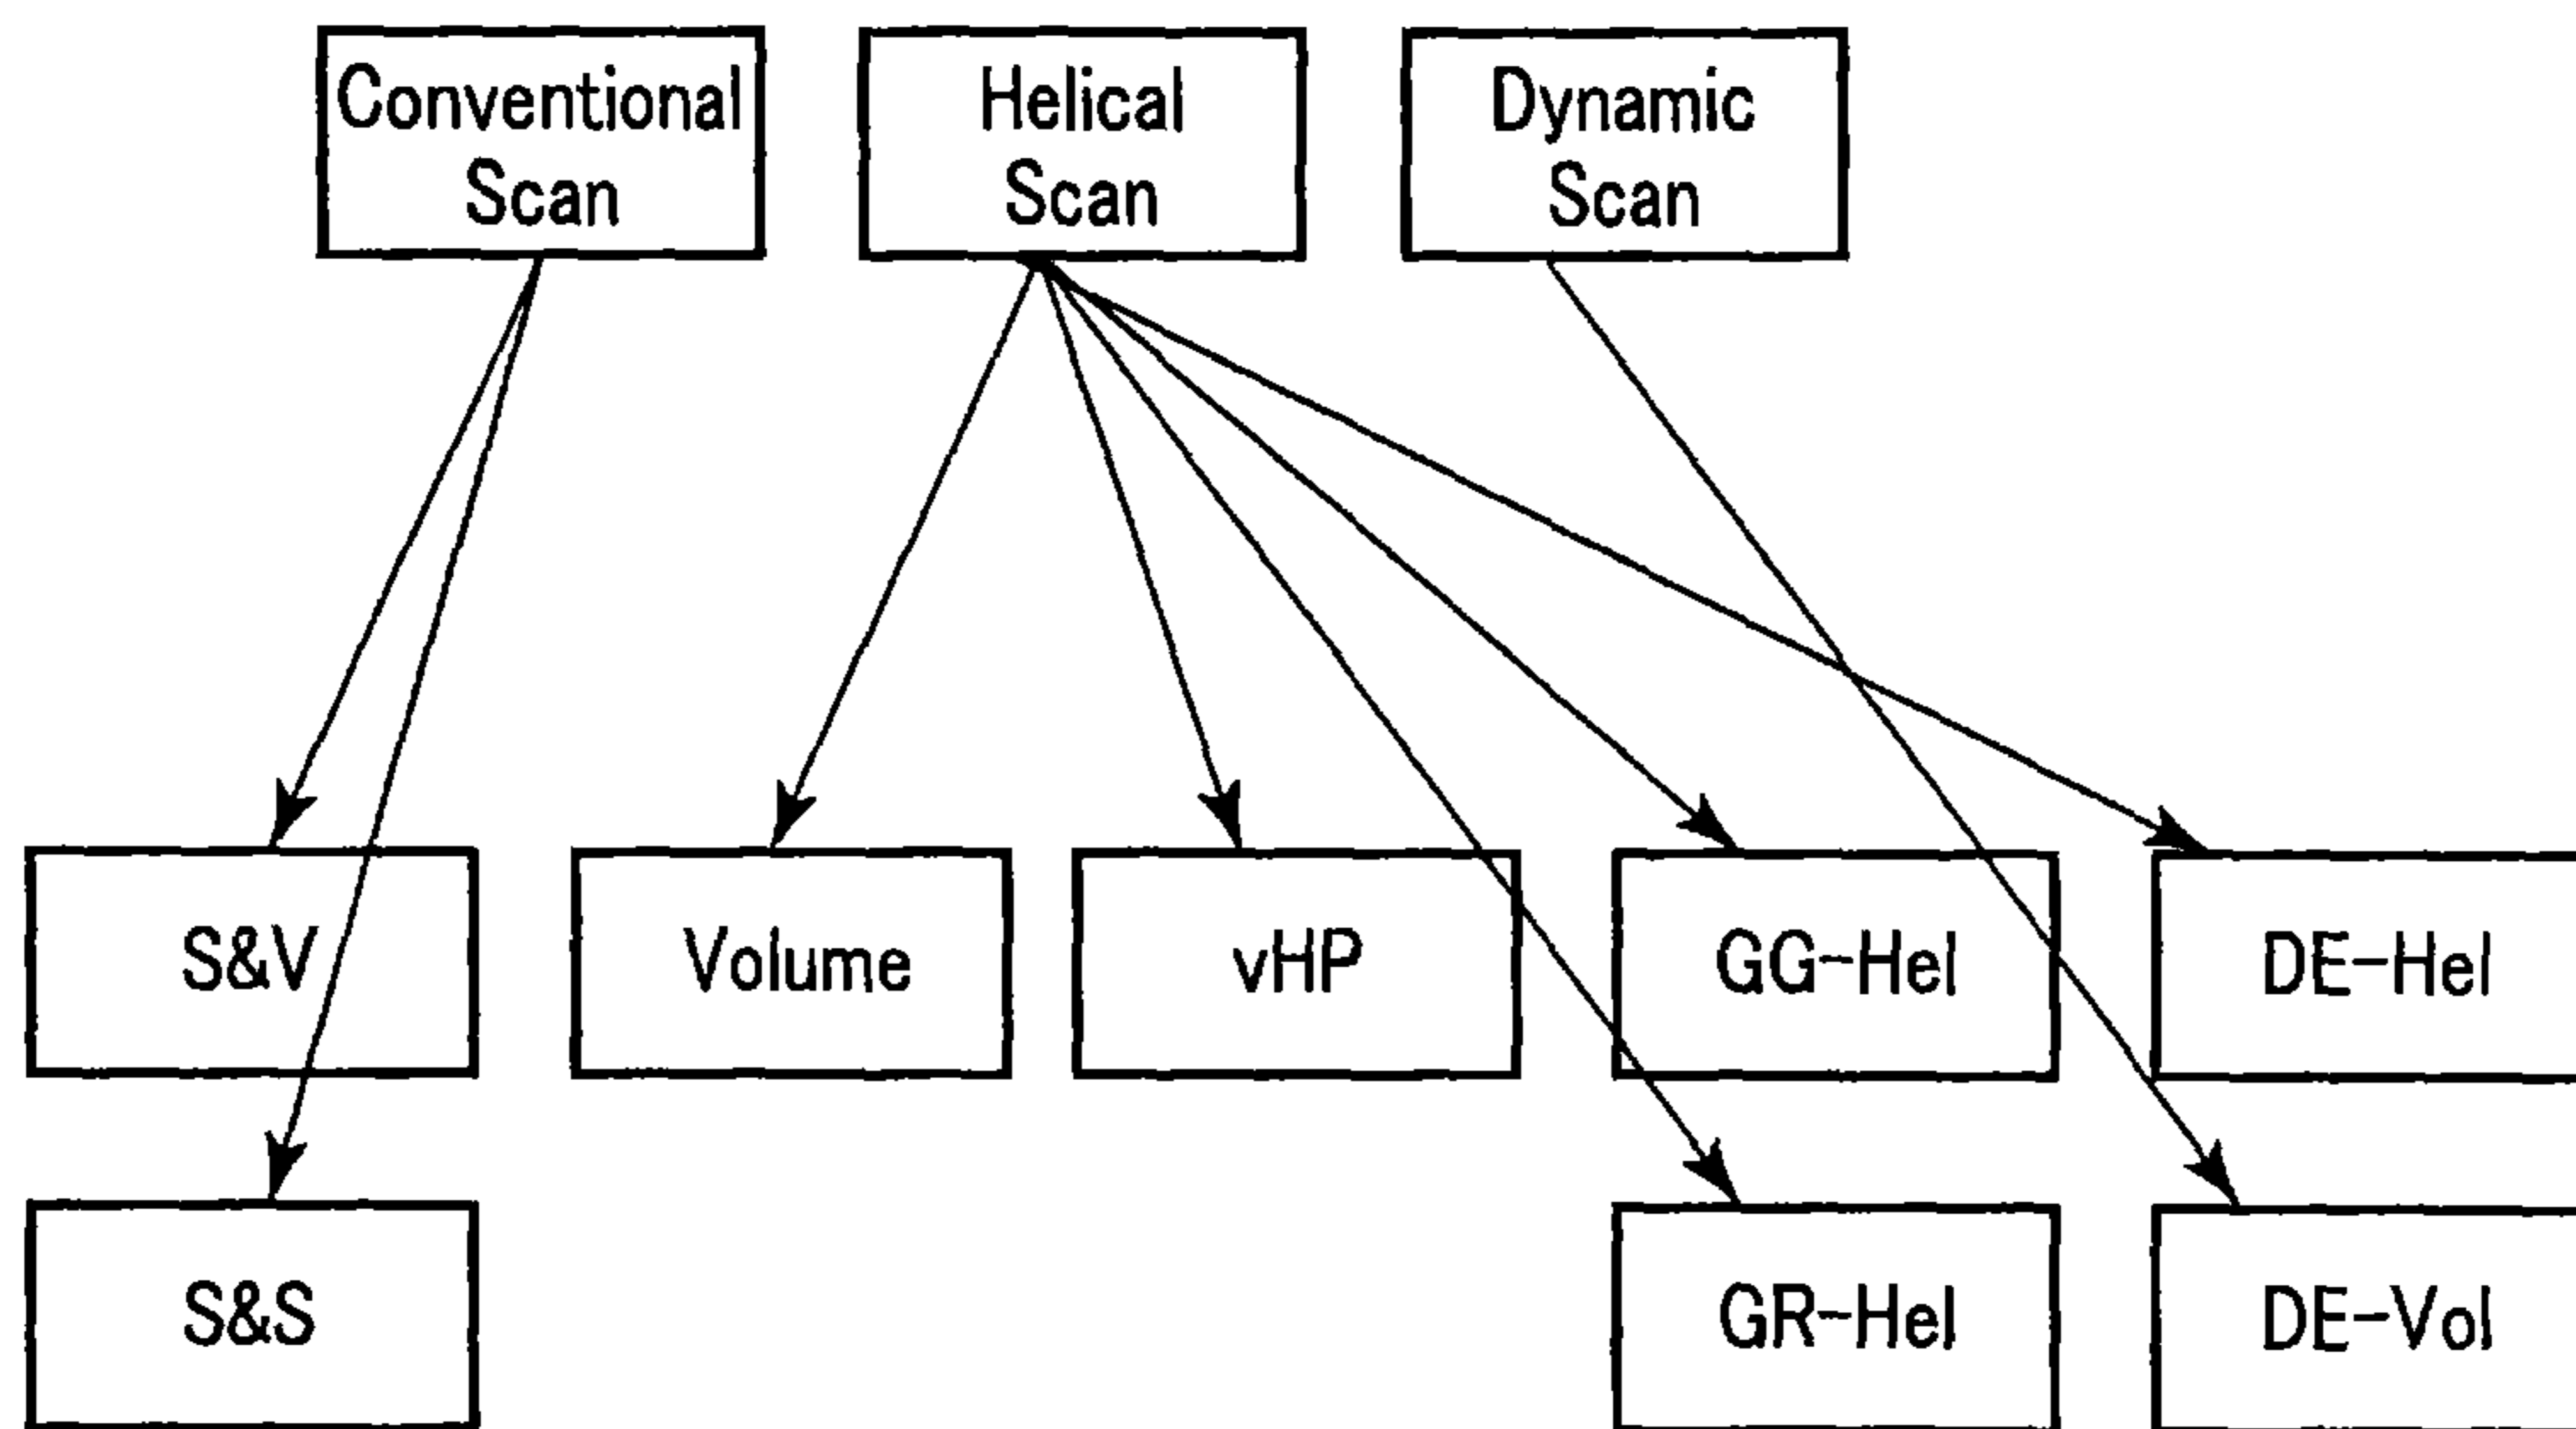 Conventional
Scan
Helical
Scan
Dynamic
Scan
S&V
Volume
vHP
GG-Hel
DE-Hel
S&S
GR-Hel
DE-Vol